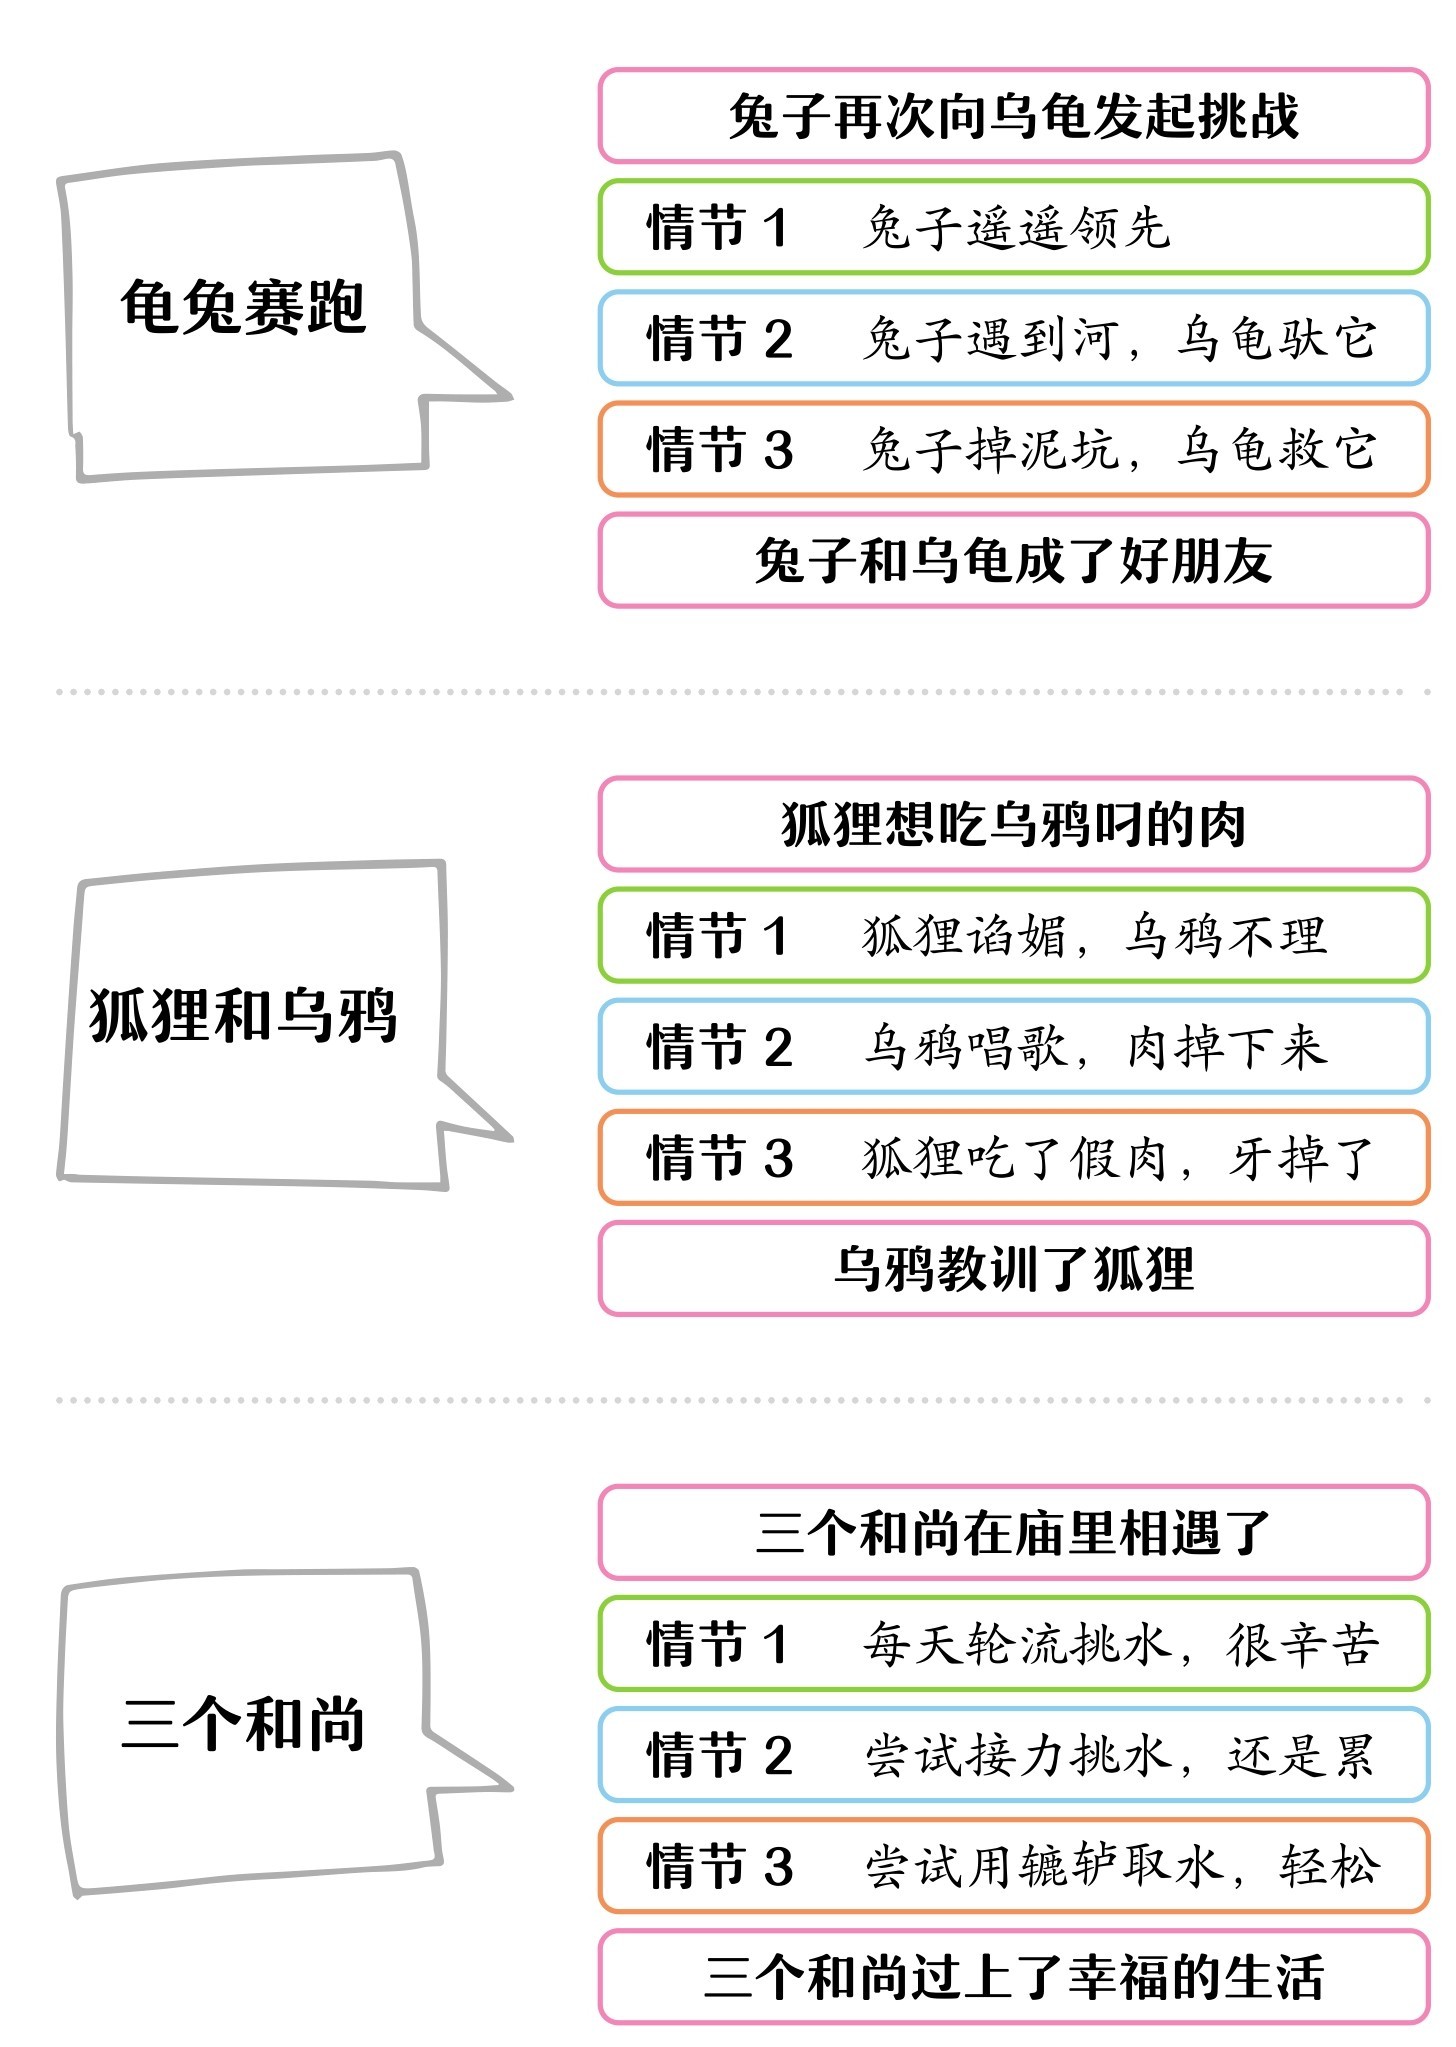 龟兔赛跑
兔子再次向乌龟发起挑战
情节 1 兔子遥遥领先
情节 2 兔子遇到河，乌龟驮它
情节 3 兔子掉泥坑，乌龟救它
兔子和乌龟成了好朋友
狐狸和乌鸦
狐狸想吃乌鸦叼的肉
情节 1 狐狸谄媚，乌鸦不理
情节 2 乌鸦唱歌，肉掉下来
情节 3 狐狸吃了假肉，牙掉了
乌鸦教训了狐狸
三个和尚
三个和尚在庙里相遇了
情节 1 每天轮流挑水，很辛苦
情节 2 尝试接力挑水，还是累
情节 3 尝试用辘轳取水，轻松
三个和尚过上了幸福的生活